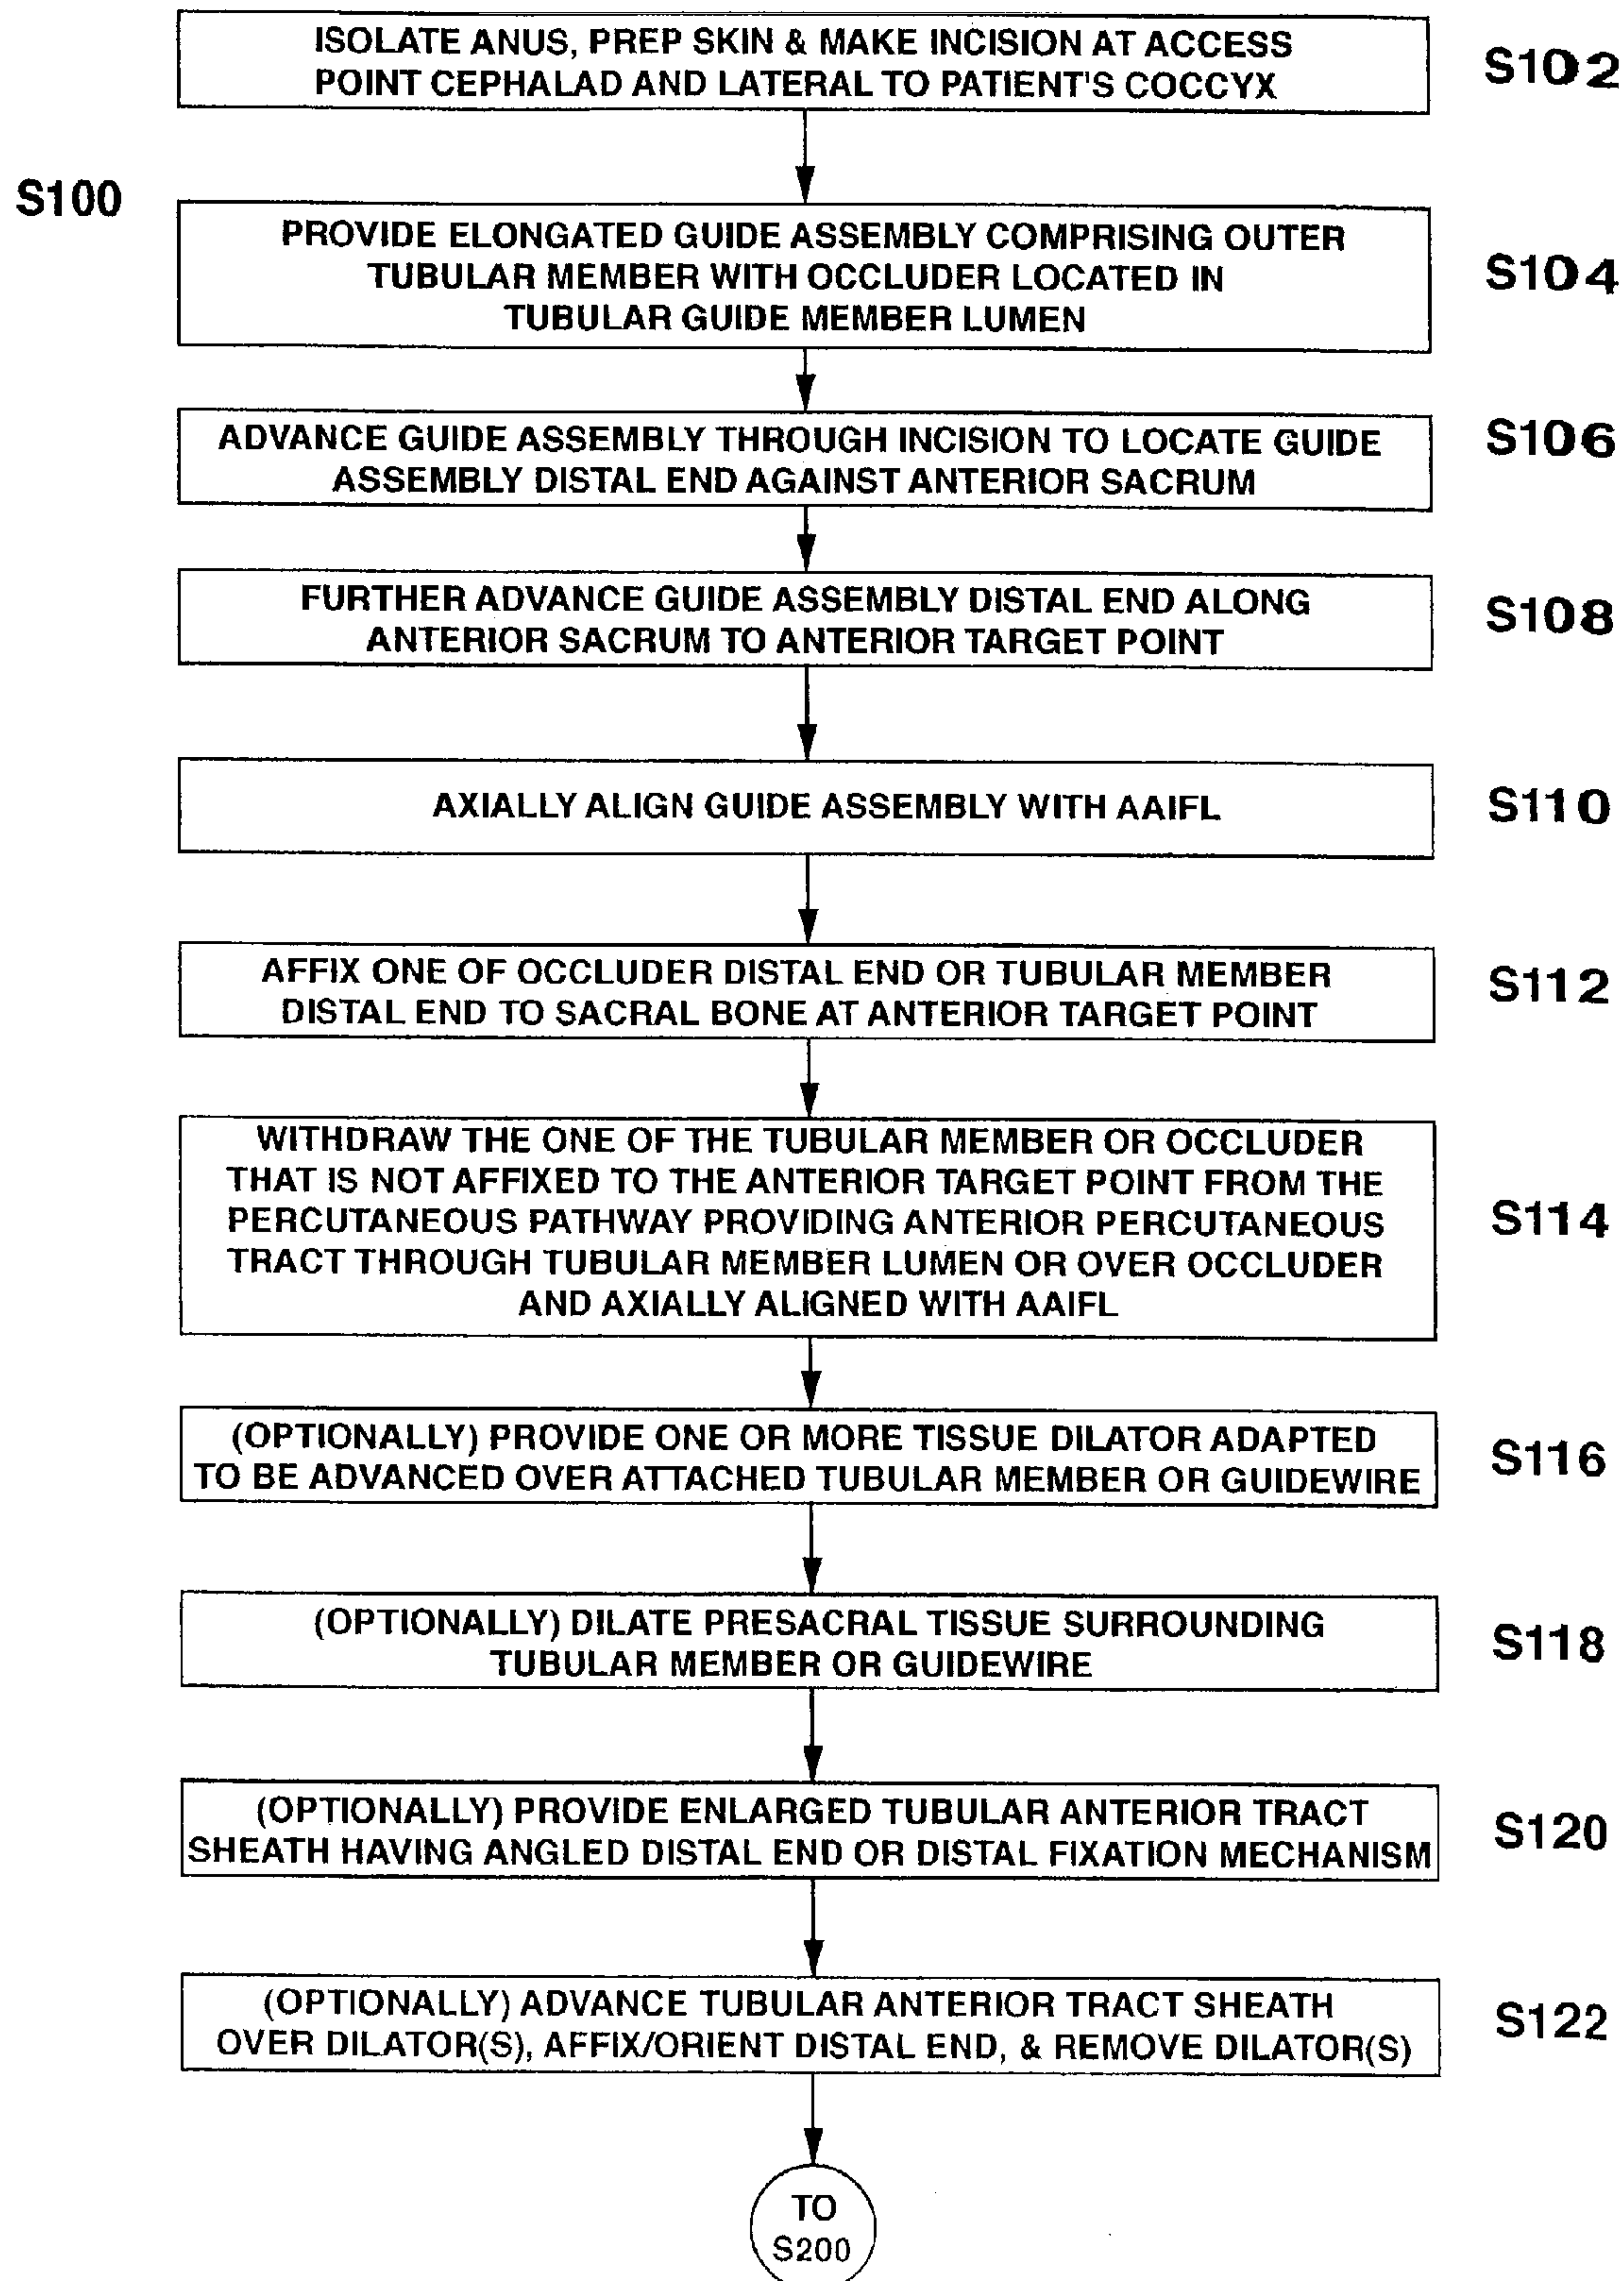 ISOLATE ANUS, PREP SKIN & MAKE INCISION AT ACCESS
POINT CEPHALAD AND LATERAL TO PATIENT'S COCCYX
S102
S100
PROVIDE ELONGATED GUIDE ASSEMBLY COMPRISING OUTER
TUBULAR MEMBER WITH OCCLUDER LOCATED IN
TUBULAR GUIDE MEMBER LUMEN
S104
ADVANCE GUIDE ASSEMBLY THROUGH INCISION TO LOCATE GUIDE
ASSEMBLY DISTAL END AGAINST ANTERIOR SACRUM
S106
FURTHER ADVANCE GUIDE ASSEMBLY DISTAL END ALONG
ANTERIOR SACRUM TO ANTERIOR TARGET POINT
S108
AXIALLY ALIGN GUIDE ASSEMBLY WITH AAIFL
S110
AFFIX ONE OF OCCLUDER DISTAL END OR TUBULAR MEMBER
DISTAL END TO SACRAL BONE AT ANTERIOR TARGET POINT
S112
WITHDRAW THE ONE OF THE TUBULAR MEMBER OR OCCLUDER
THAT IS NOT AFFIXED TO THE ANTERIOR TARGET POINT FROM THE
PERCUTANEOUS PATHWAY PROVIDING ANTERIOR PERCUTANEOUS
TRACT THROUGH TUBULAR MEMBER LUMEN OR OVER OCCLUDER
AND AXIALLY ALIGNED WITH AAIFL
S114
(OPTIONALLY) PROVIDE ONE OR MORE TISSUE DILATOR ADAPTED
TO BE ADVANCED OVER ATTACHED TUBULAR MEMBER OR GUIDEWIRE
S116
(OPTIONALLY) DILATE PRESACRAL TISSUE SURROUNDING
TUBULAR MEMBER OR GUIDEWIRE
S118
(OPTIONALLY) PROVIDE ENLARGED TUBULAR ANTERIOR TRACT
SHEATH HAVING ANGLED DISTAL END OR DISTAL FIXATION MECHANISM
S120
(OPTIONALLY) ADVANCE TUBULAR ANTERIOR TRACT SHEATH
OVER DILATOR(S), AFFIX/ORIENT DISTAL END, & REMOVE DILATOR(S)
S122
TO
S200